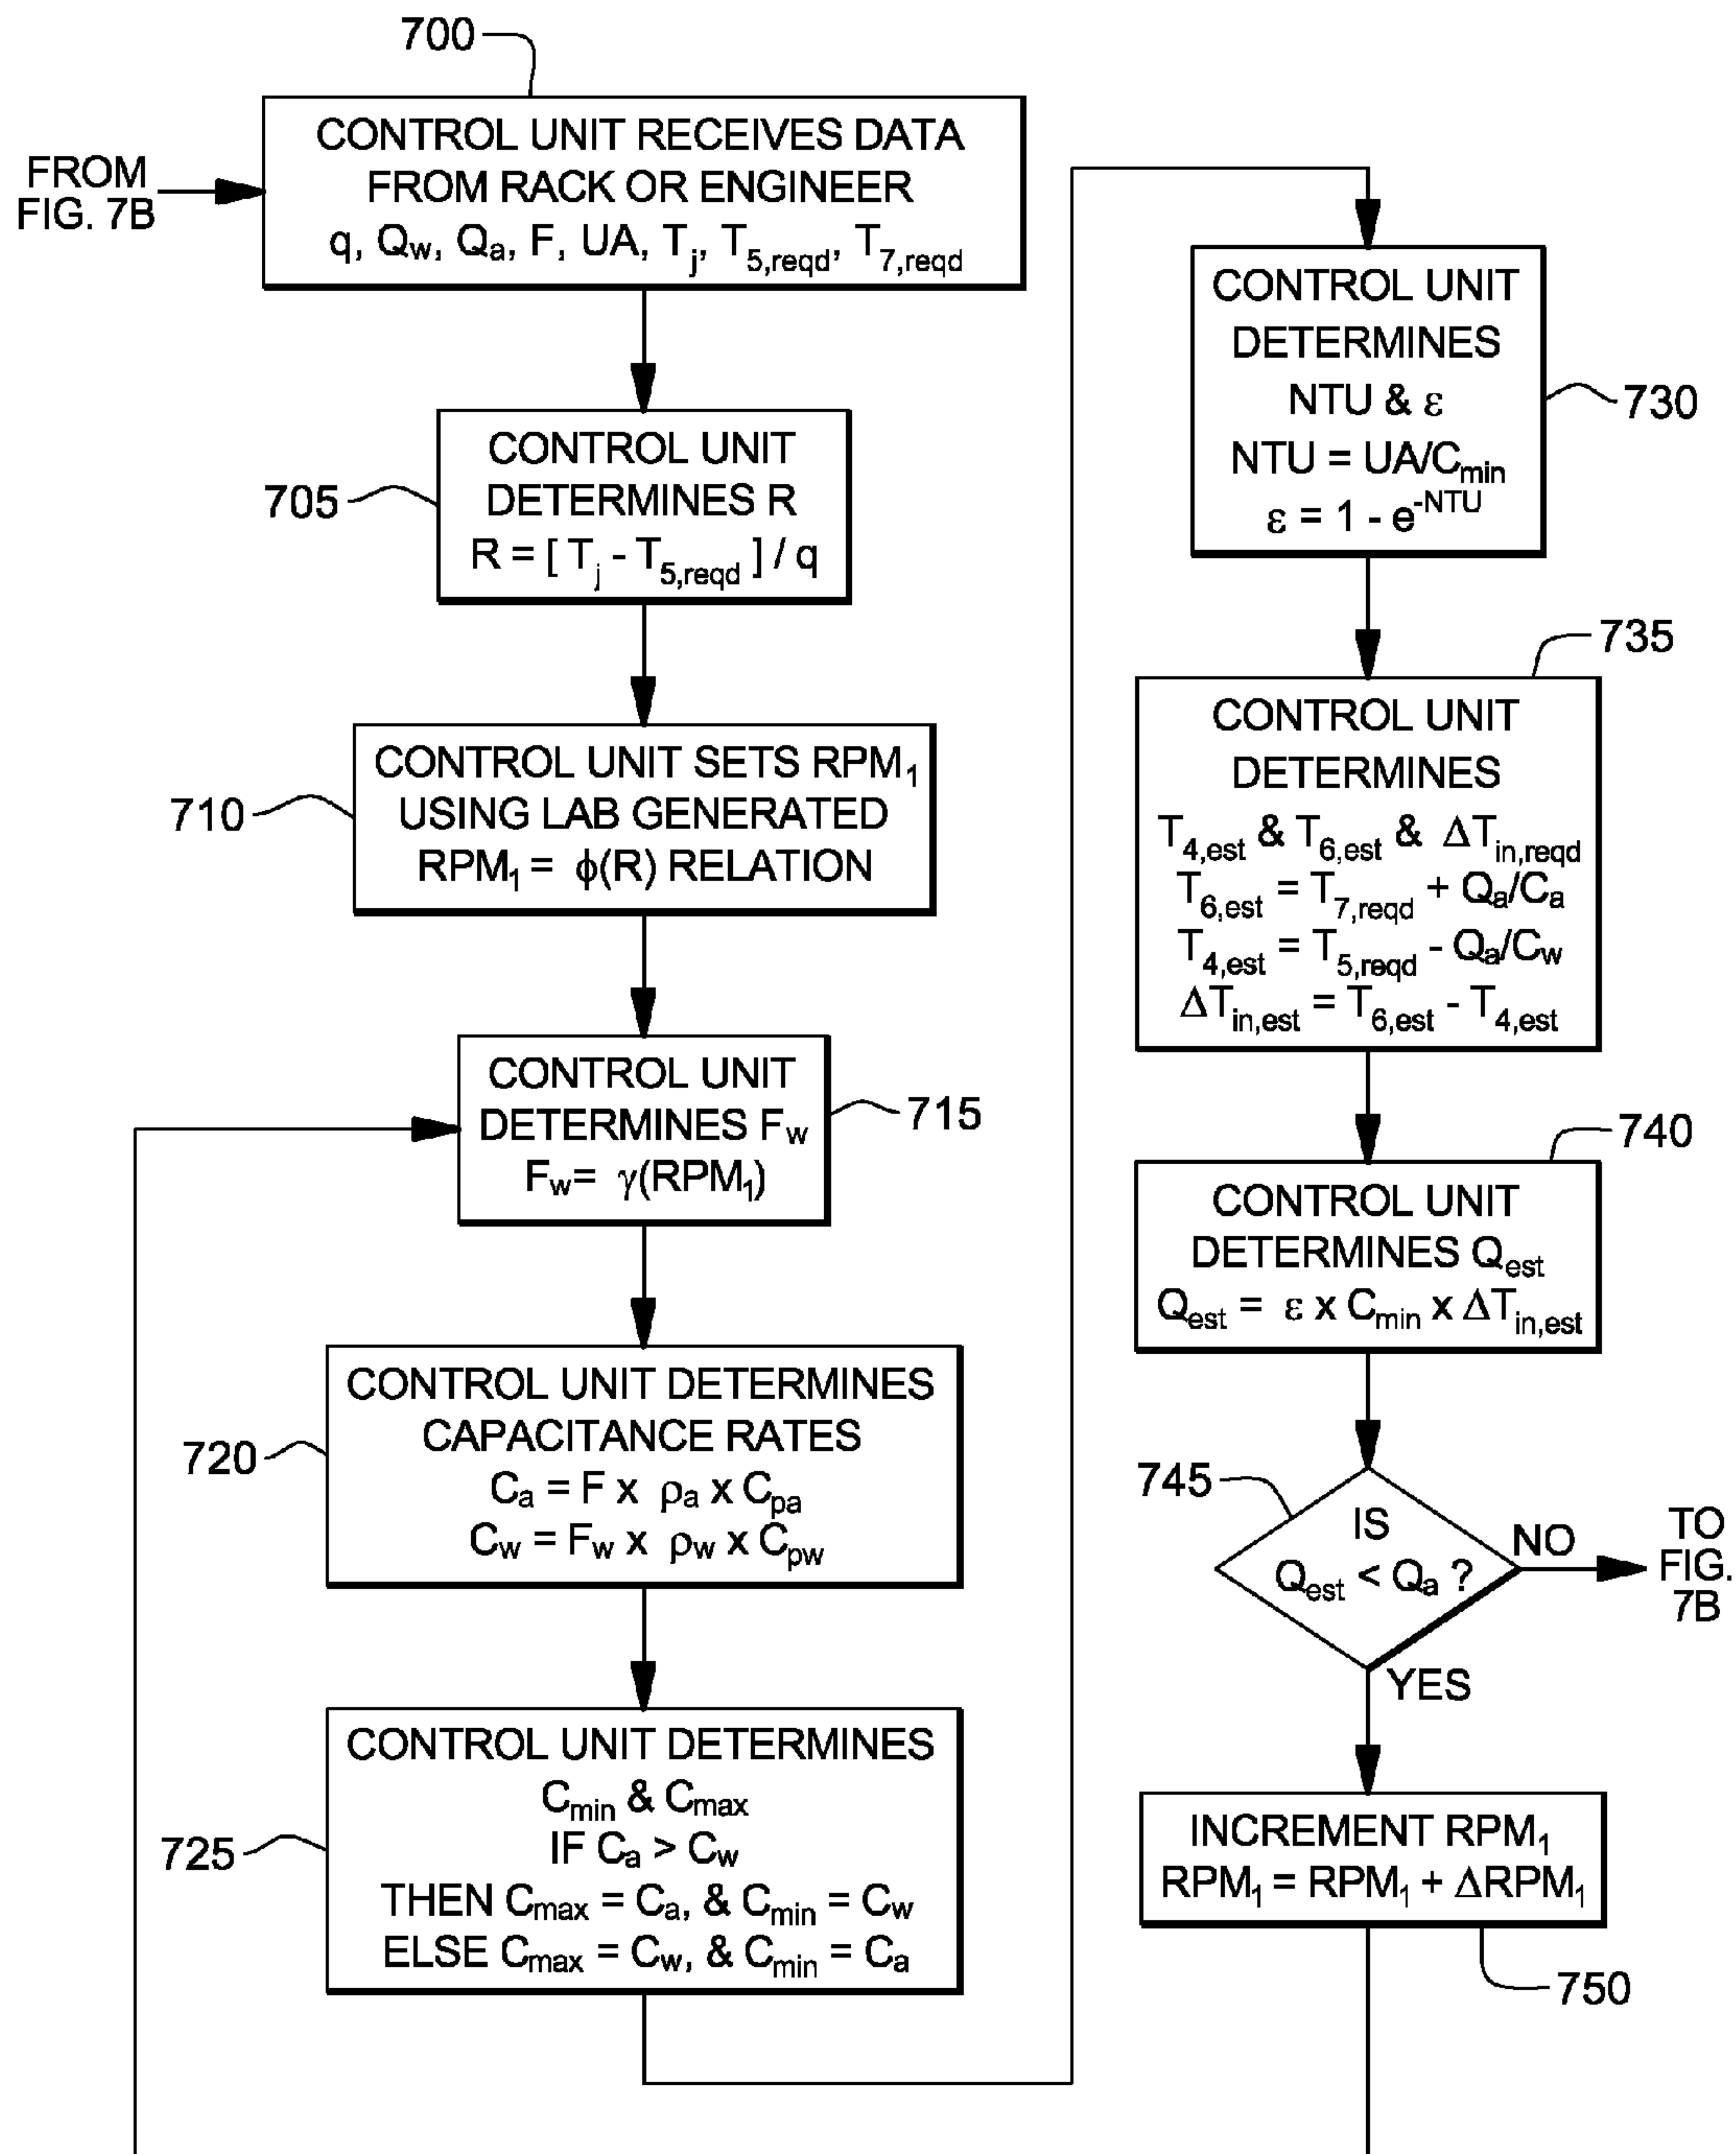 700
FROM
FIG. 7B
CONTROL UNIT RECEIVES DATA
FROM RACK OR ENGINEER
q, Qw, Qa, F, UA, Tj, T5,reqd, T7,reqd
705
CONTROL UNIT
DETERMINES R
R = [ Tj - T5,reqd ] / q
710
CONTROL UNIT SETS RPM1
USING LAB GENERATED
RPM1 = ϕ(R) RELATION
CONTROL UNIT
DETERMINES Fw
Fw= γ(RPM1)
715
720
CONTROL UNIT DETERMINES
CAPACITANCE RATES
Ca = F x ρa x Cpa
Cw = Fw x ρw x Cpw
725
CONTROL UNIT DETERMINES
Cmin & Cmax
IF Ca > Cw
THEN Cmax = Ca, & Cmin = Cw
ELSE Cmax = Cw, & Cmin = Ca
CONTROL UNIT
DETERMINES
NTU & ε
NTU = UA/Cmin
ε = 1 - e-NTU
730
735
CONTROL UNIT
DETERMINES
T4,est & T6,est & ΔTin,reqd
T6,est = T7,reqd + Qa/Ca
T4,est = T5,reqd - Qa/Cw
ΔTin,est = T6,est - T4,est
740
CONTROL UNIT
DETERMINES Qest
Qest = ε x Cmin x ΔTin,est
745
IS
Qest < Qa ?
NO
TO
FIG.
7B
YES
INCREMENT RPM1
RPM1 = RPM1 + ΔRPM1
750